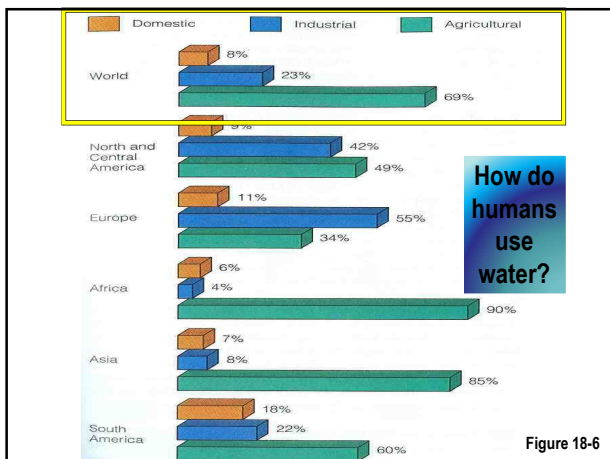 Domestic Industrial Agricultural
8%
World 23%
69%
9%
North and
Central
America
42%
49%
11%
Europe 55%
34%
6%
Africa 4%
90%
7%
Asia 8%
85%
18%
South
America
22%
60%
How do
humans
use
water?
Figure 18-6